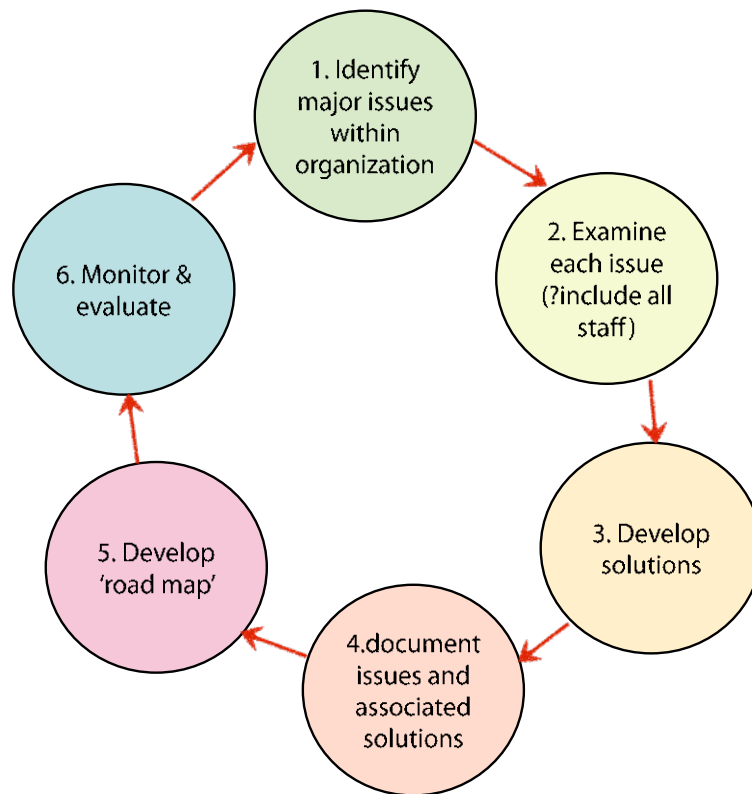 1. Identify
major issues
within
organization
2. Examine
each issue
(?include all
staff)
3. Develop
solutions
4.document
issues and
associated
solutions
5. Develop
‘road map’
6. Monitor &
evaluate